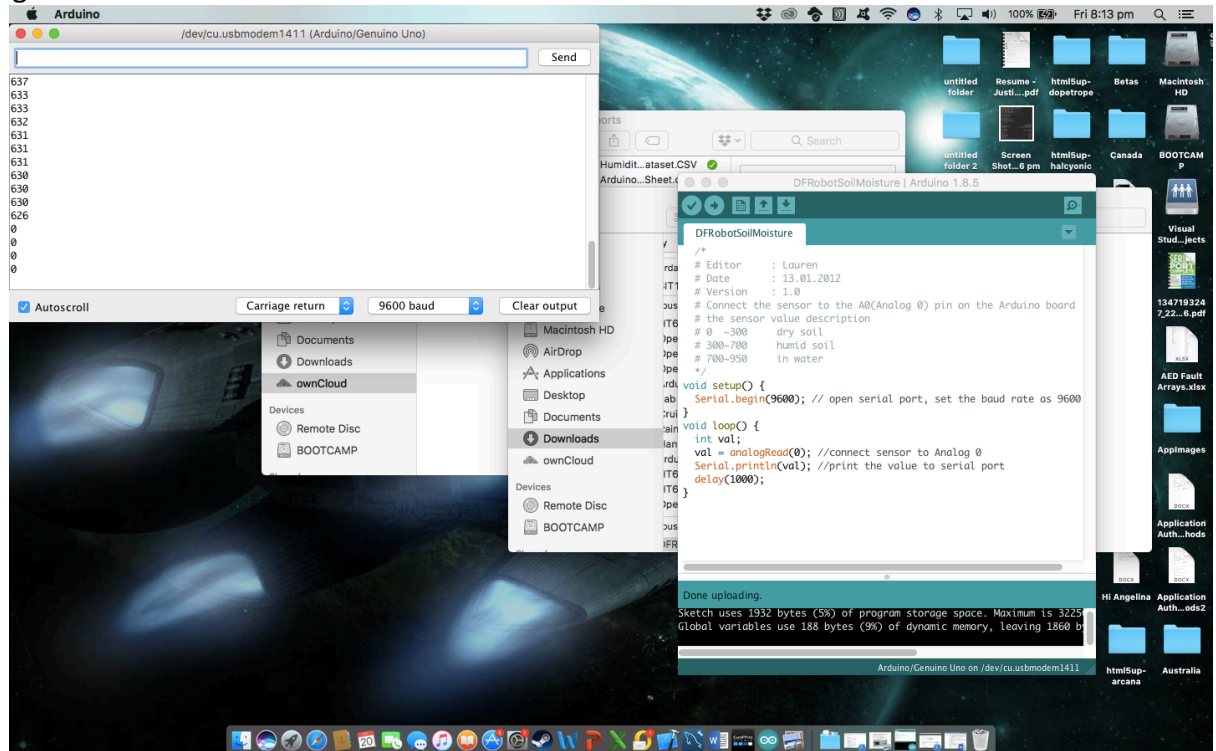 Arduino
100%
Fri 8:13 pm
/dev/cu.usbmodem1411 (Arduino/Genuino Uno)
Send
637
633
633
632
631
631
631
630
630
630
626
0
0
0
0
Autoscroll
Carriage return
9600 baud
Clear output
Search
Humidit...ataset.CSV
Arduino...Sheet.c
Documents
Downloads
ownCloud
Devices
Remote Disc
BOOTCAMP
Macintosh HD
AirDrop
Applications
Desktop
Documents
Downloads
ownCloud
Devices
Remote Disc
BOOTCAMP
DFRobotSoilMoisture | Arduino 1.8.5
DFRobotSoilMoisture
/*
# Editor : Lauren
# Date : 13.01.2012
# Version : 1.0
# Connect the sensor to the A0(Analog 0) pin on the Arduino board
# the sensor value description
# 0 ~300 dry soil
# 300~700 humid soil
# 700~950 in water
*/
void setup() {
Serial.begin(9600); // open serial port, set the baud rate as 9600
}
void loop() {
int val;
val = analogRead(0); //connect sensor to Analog 0
Serial.println(val); //print the value to serial port
delay(1000);
}
Done uploading.
Sketch uses 1932 bytes (5%) of program storage space. Maximum is 3225
Global variables use 188 bytes (9%) of dynamic memory, leaving 1860 b
Arduino/Genuino Uno on /dev/cu.usbmodem1411
untitled folder
Resume - Justi....pdf
html5up-dopetrope
Betas
Macintosh HD
untitled folder 2
Screen Shot...6 pm
html5up-halcyonic
Canada
BOOTCAMP
Visual Stud...jects
134719324 7_22...6.pdf
XLSX
AED Fault Arrays.xlsx
AppImages
DOCX
Application Auth...hods
DOCX
Hi Angelina
DOCX
Application Auth...ods2
html5up-arcana
Australia